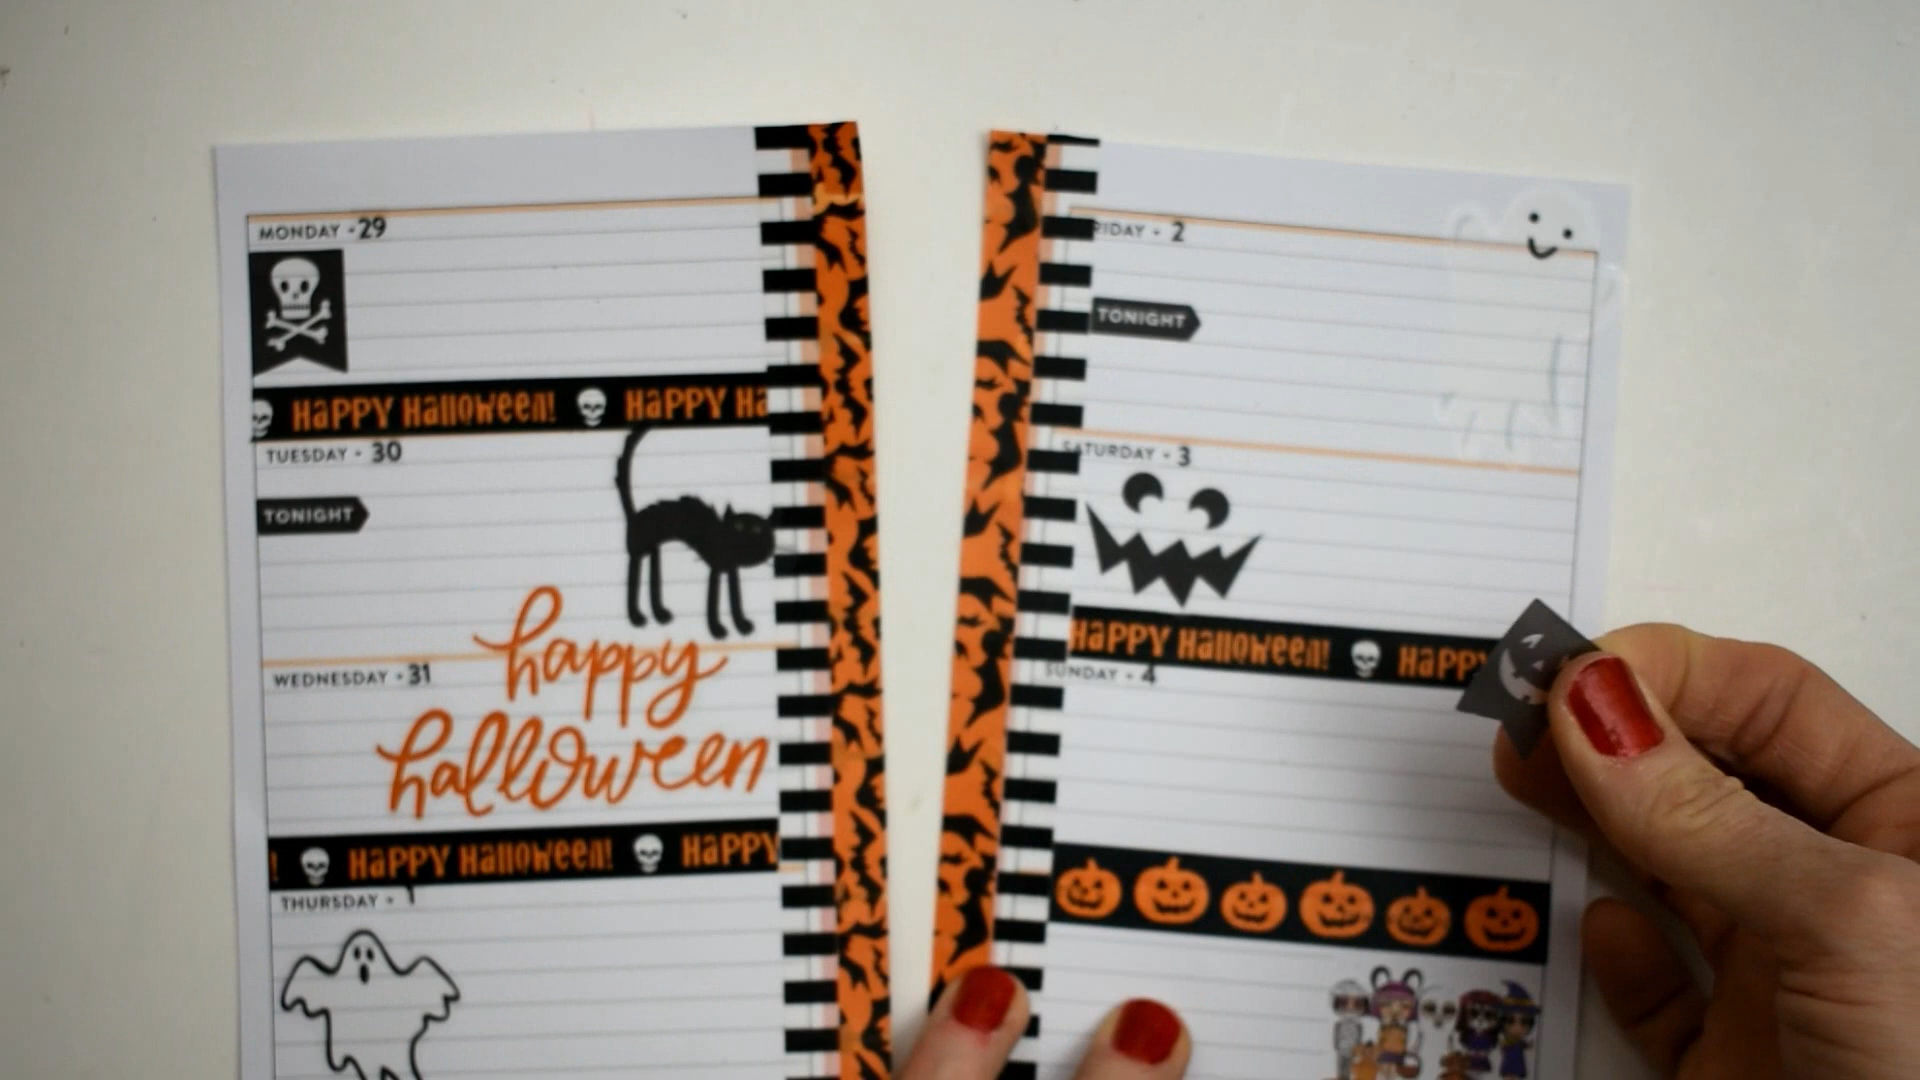 MONDAY - 29
HAPPY Halloween! HAPPY Ha
TUESDAY - 30
TONIGHT
WEDNESDAY - 31
happy
halloween
! HAPPY Halloween! HAPPY
THURSDAY - 1
RIDAY - 2
TONIGHT
SATURDAY - 3
HAPPY Halloween! HAPPY
SUNDAY - 4